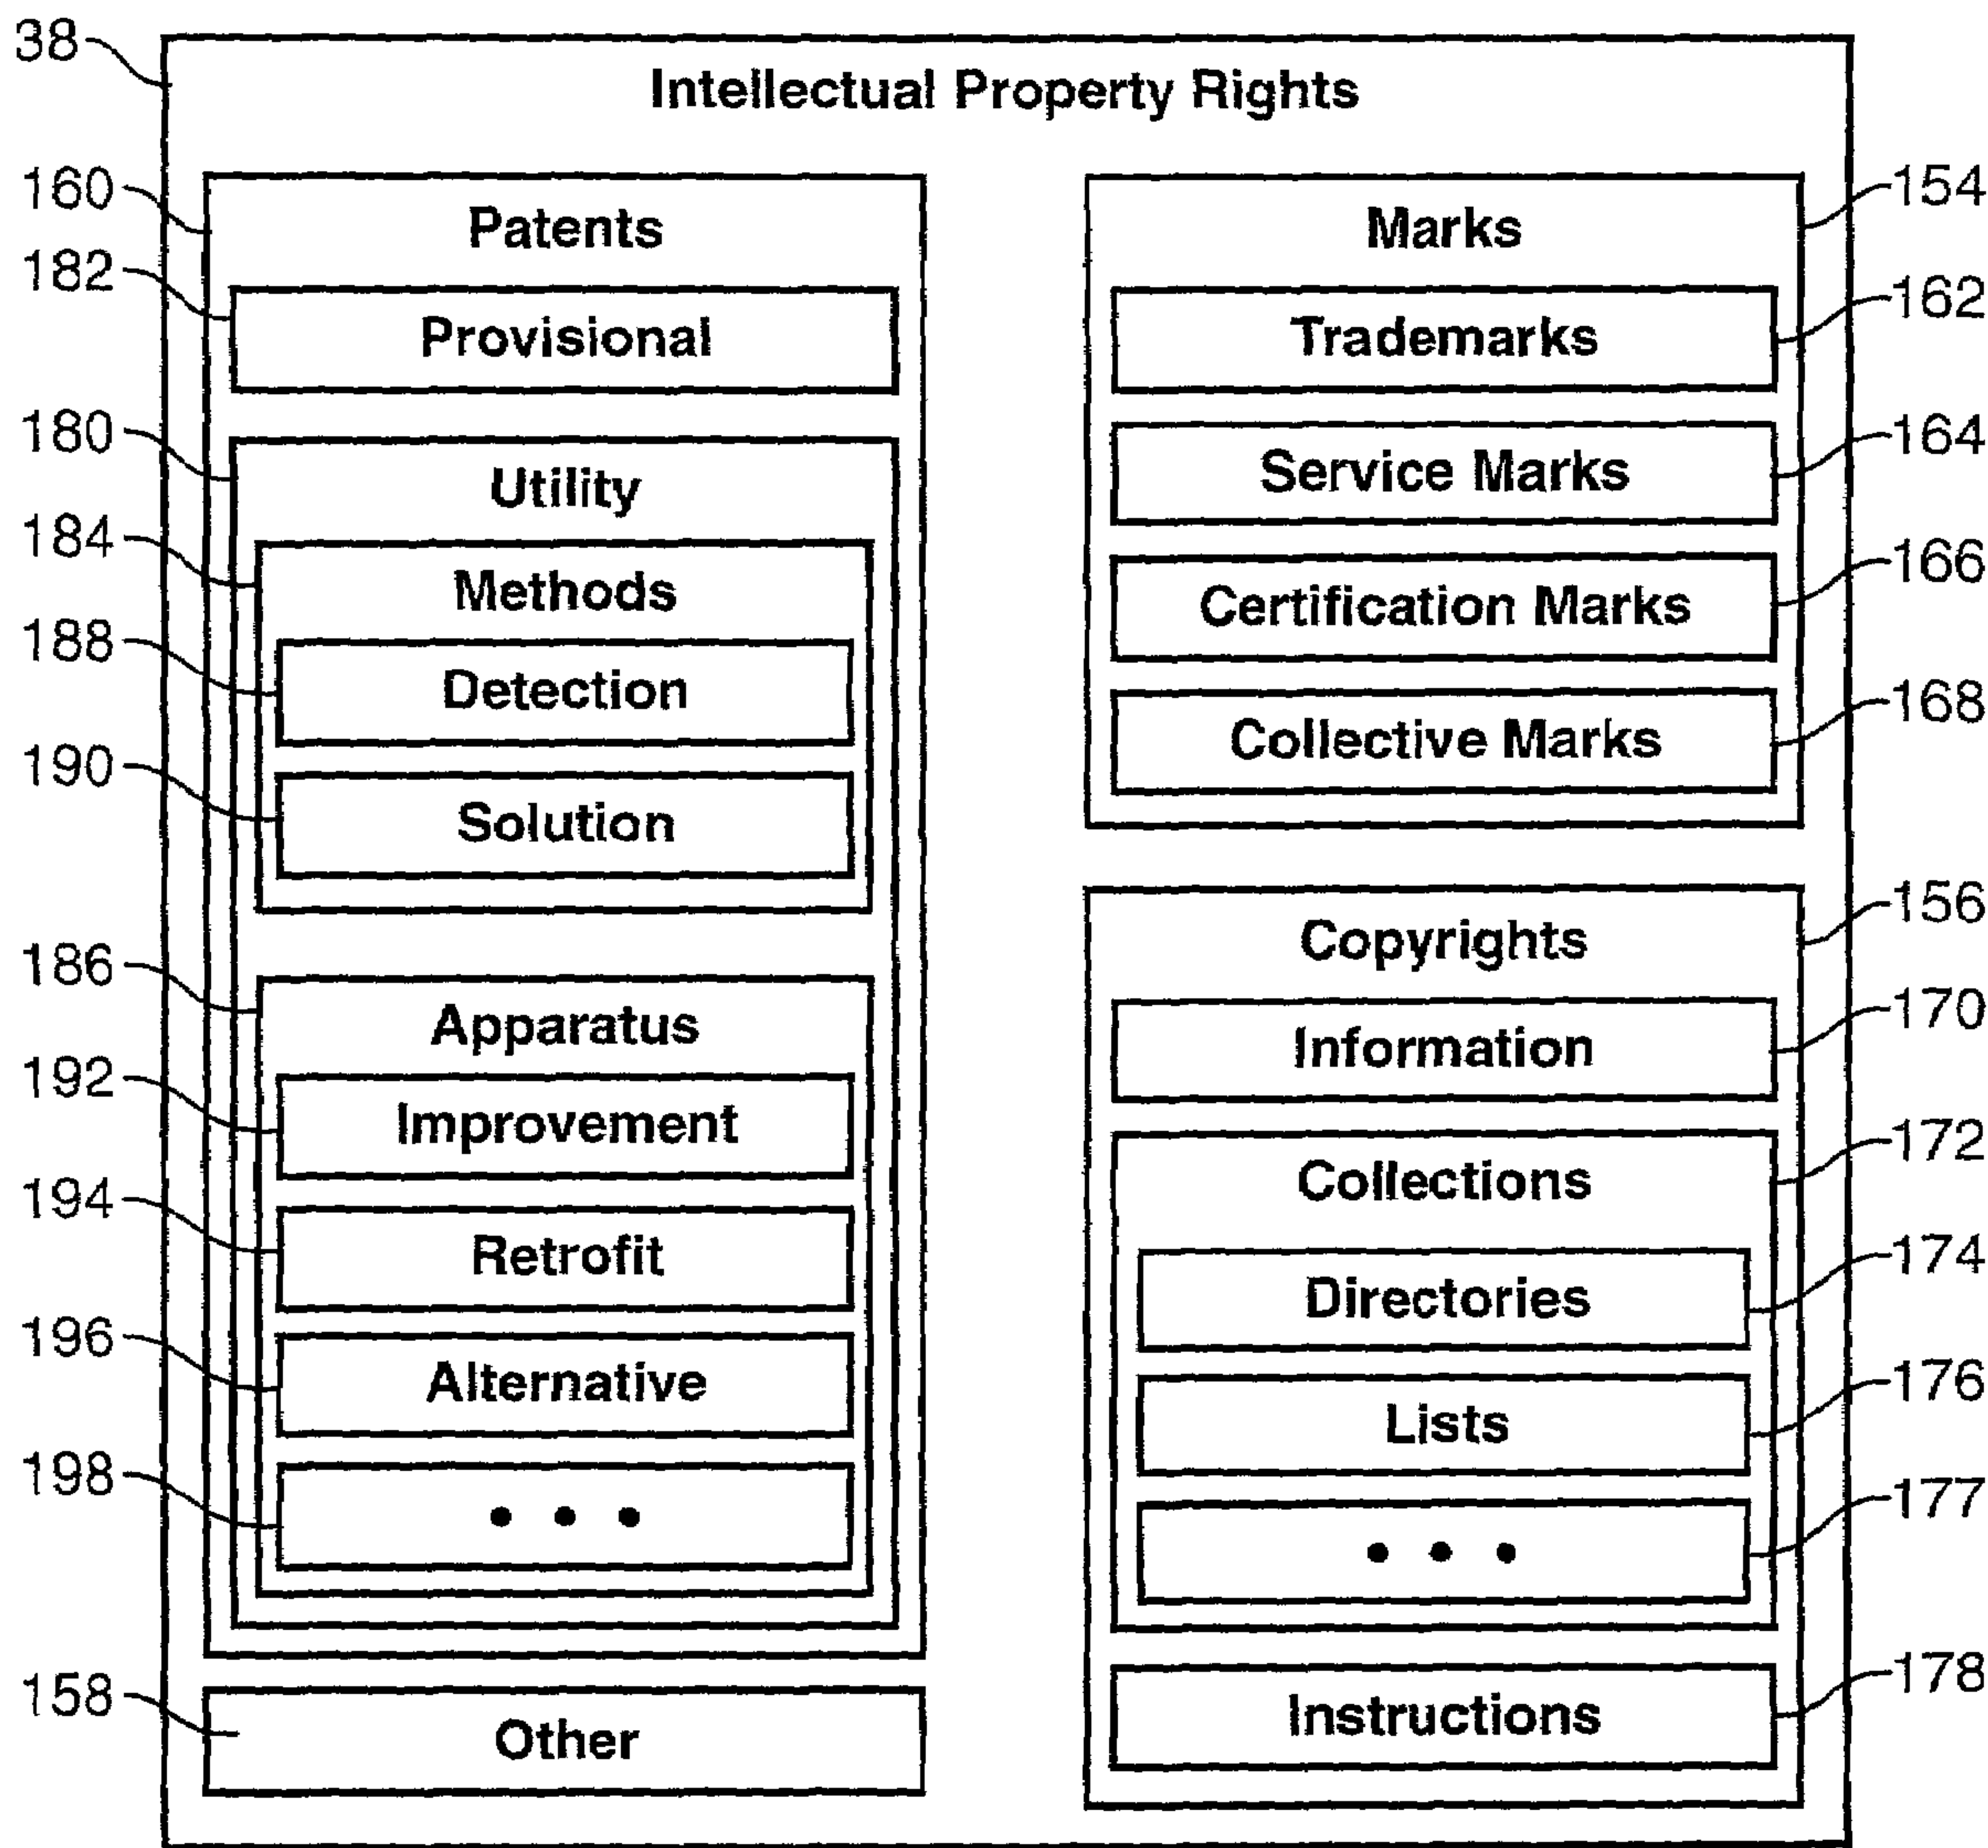 38
Intellectual Property Rights
160
Patents
182
Provisional
180
Utility
184
Methods
188
Detection
190
Solution
186
Apparatus
192
Improvement
194
Retrofit
196
Alternative
198
• • •
158
Other
Marks
154
Trademarks
162
Service Marks
164
Certification Marks
166
Collective Marks
168
Copyrights
156
Information
170
Collections
172
Directories
174
Lists
176
• • •
177
Instructions
178